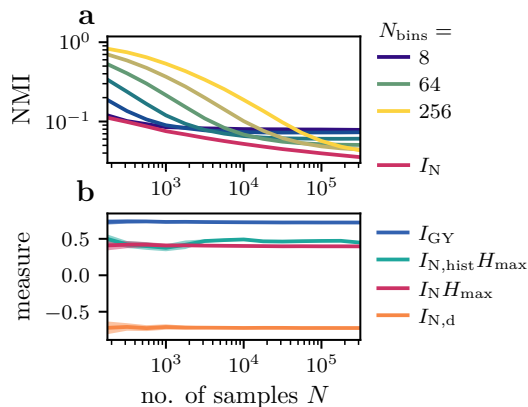 a
N_bins =
10^0
10^-1
NMI
8
64
256
I_N
10^3
10^4
10^5
b
0.5
0.0
−0.5
measure
I_GY
I_N,hist H_max
I_N H_max
I_N,d
10^3
10^4
10^5
no. of samples N